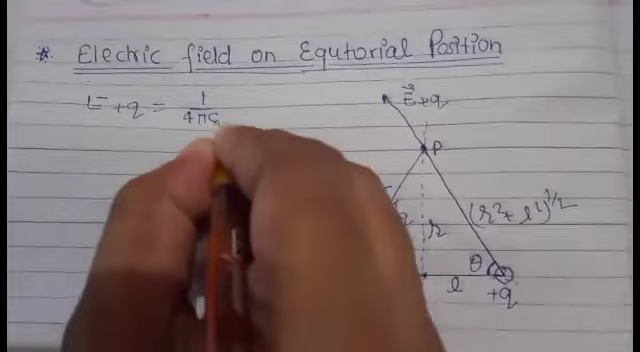 * Electric field on Equtorial Position
E+q = 1/4πε
E+q
P
(r²+l²)^1/2
r
θ
l
+q